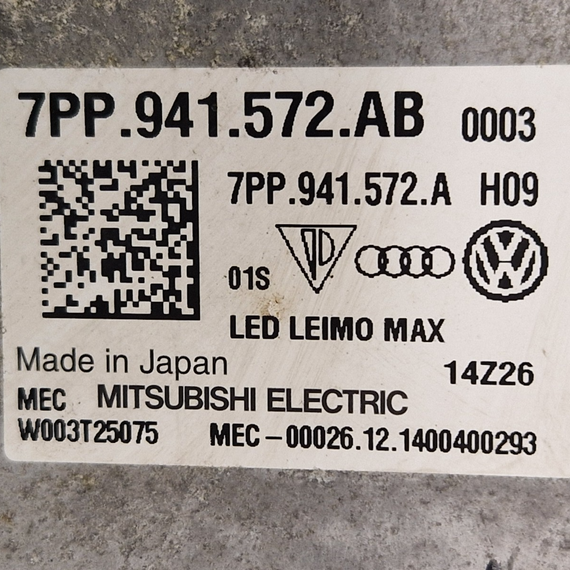 7PP.941.572.AB 0003
7PP.941.572.A H09
01S
LED LEIMO MAX
Made in Japan 14Z26
MEC MITSUBISHI ELECTRIC
W003T25075 MEC-00026.12.1400400293